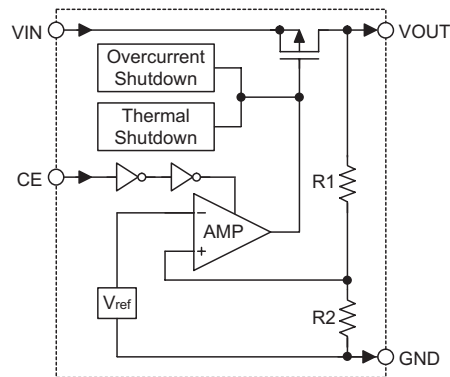 VIN
VOUT
Overcurrent
Shutdown
Thermal
Shutdown
CE
R1
−
AMP
+
Vref
R2
GND